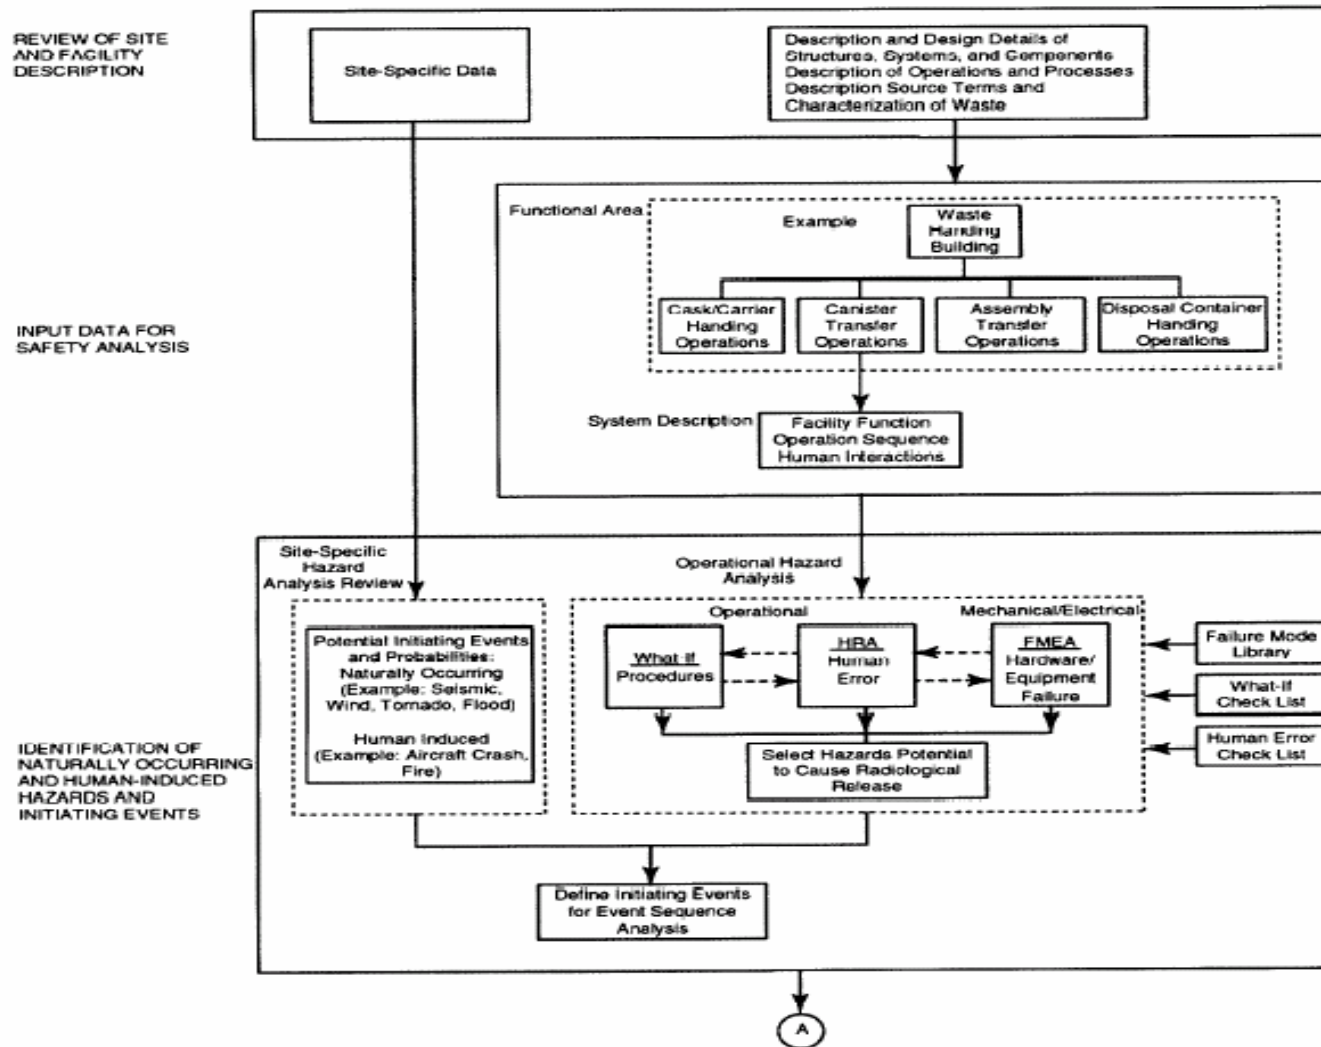 REVIEW OF SITE
AND FACILITY
DESCRIPTION
Site-Specific Data
Description and Design Details of
Structures, Systems, and Components
Description of Operations and Processes
Description Source Terms and
Characterization of Waste
INPUT DATA FOR
SAFETY ANALYSIS
Functional Area
Example
Waste
Handing
Building
Cask/Carrier
Handing
Operations
Canister
Transfer
Operations
Assembly
Transfer
Operations
Disposal Container
Handing
Operations
System Description
Facility Function
Operation Sequence
Human Interactions
IDENTIFICATION OF
NATURALLY OCCURRING
AND HUMAN-INDUCED
HAZARDS AND
INITIATING EVENTS
Site-Specific
Hazard
Analysis Review
Potential Initiating Events
and Probabilities:
Naturally Occurring
(Example: Seismic,
Wind, Tornado, Flood)
Human Induced
(Example: Aircraft Crash,
Fire)
Operational Hazard
Analysis
Operational
Mechanical/Electrical
What-If
Procedures
HRA
Human
Error
FMEA
Hardware/
Equipment
Failure
Select Hazards Potential
to Cause Radiological
Release
Failure Mode
Library
What-If
Check List
Human Error
Check List
Define Initiating Events
for Event Sequence
Analysis
A